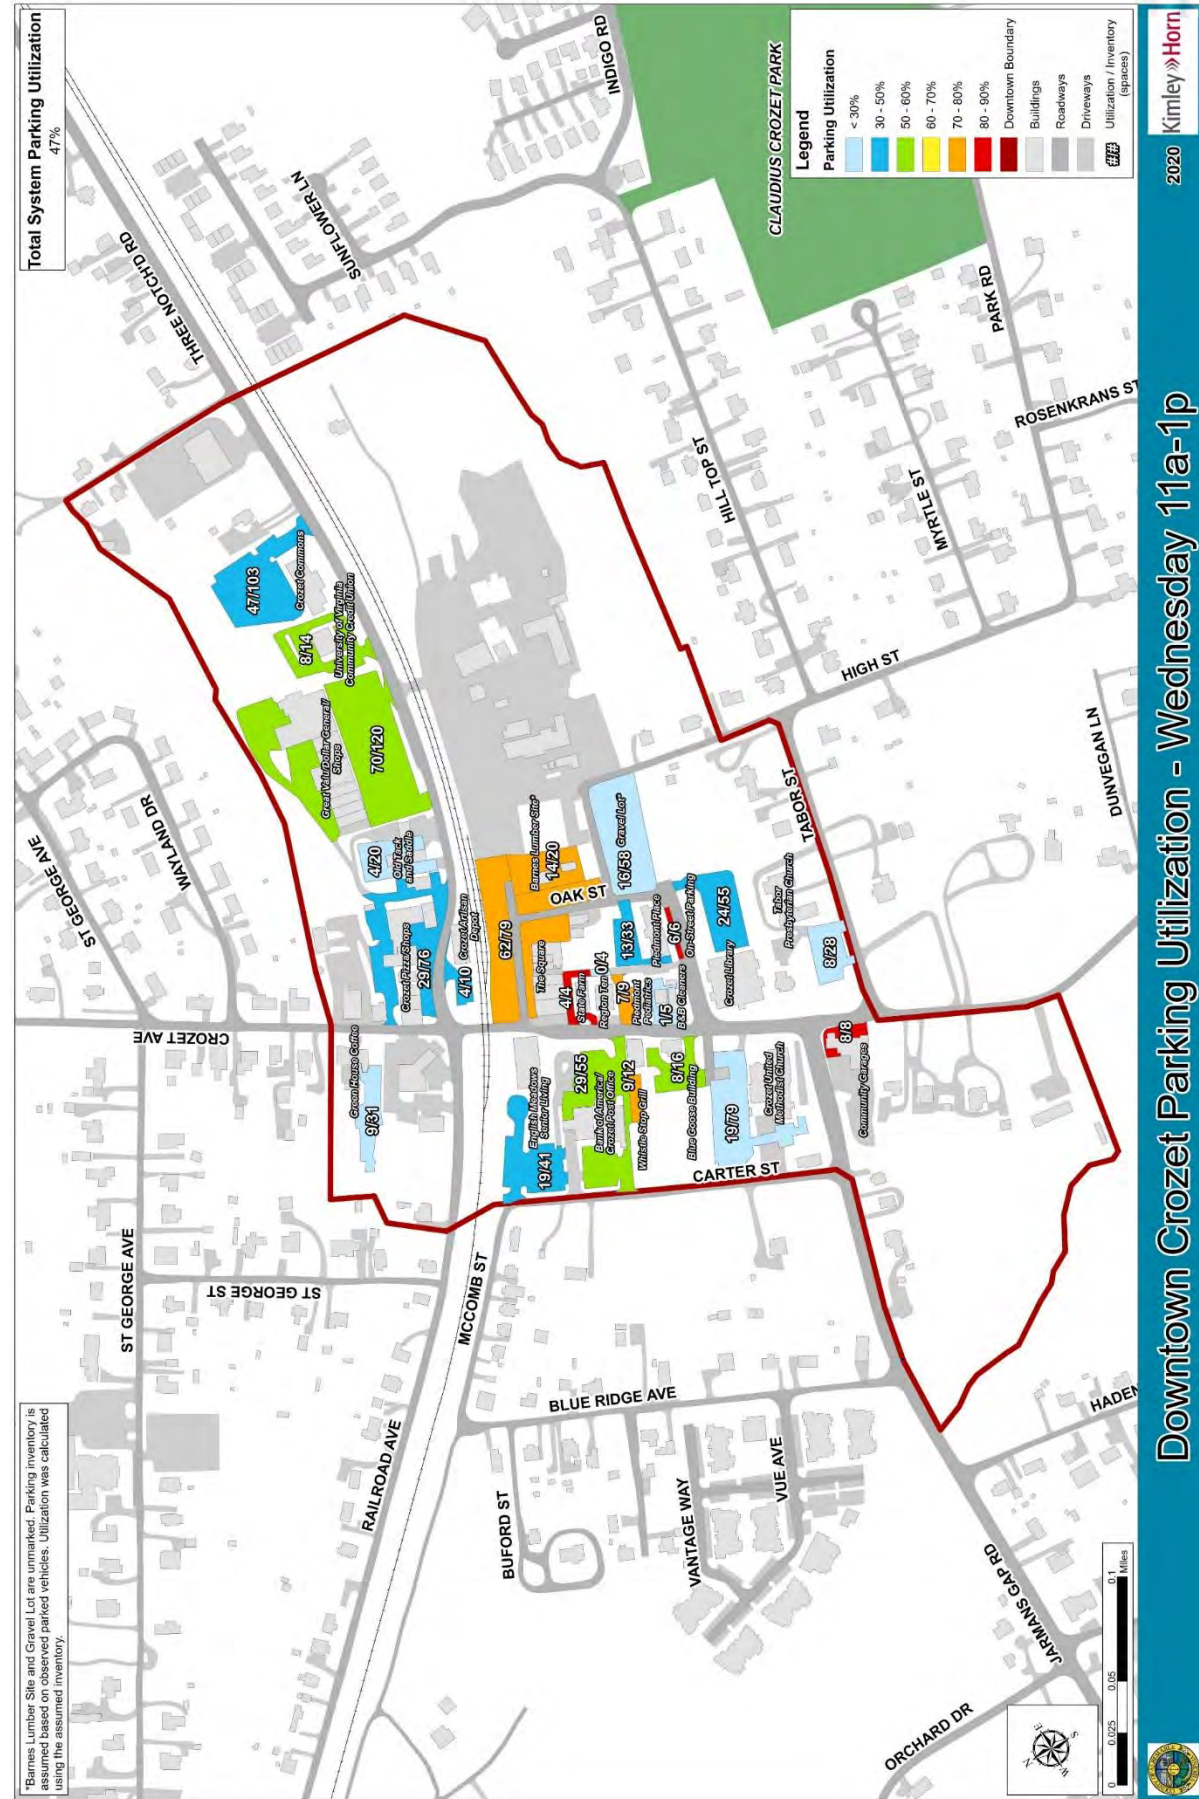 *Barnes Lumber Site and Gravel Lot are unmarked. Parking inventory is
assumed based on observed parked vehicles. Utilization was calculated
using the assumed inventory.
Total System Parking Utilization
47%
ST GEORGE AVE
ST GEORGE AVE
WAYLAND DR
CROZET AVE
ST GEORGE ST
THREE NOTCH'D RD
SUNFLOWER LN
INDIGO RD
CLAUDIUS CROZET PARK
47/103
Crozet Commons
8/14
University of Virginia
Community Credit Union
Great Valu/Dollar General/
Shops
70/120
4/20
Old Tack
and Saddle
Crozet Pizza/Shops
29/76
4/10
Crozet Artisan
Depot
Green House Coffee
9/31
RAILROAD AVE
MCCOMB ST
English Meadows
Senior Living
19/41
62/79
Barnes Lumber Site*
14/20
The Square
OAK ST
16/58
Gravel Lot*
4/4
State Farm
Region Ten
0/4
29/55
Bank of America/
Crozet Post Office
7/9
Piedmont
Pediatrics
13/33
Piedmont Place
9/12
Whistle Stop Grill
1/5
B&B Cleaners
6/6
On-Street Parking
8/16
Blue Goose Building
24/55
Crozet Library
19/79
Crozet United
Methodist Church
Tabor
Presbyterian Church
8/28
8/8
Community Garages
CARTER ST
TABOR ST
HIGH ST
HILL TOP ST
MYRTLE ST
PARK RD
ROSENKRANS ST
DUNVEGAN LN
BLUE RIDGE AVE
BUFORD ST
VANTAGE WAY
VUE AVE
JARMANS GAP RD
ORCHARD DR
HADEN
Legend
Parking Utilization
< 30%
30 - 50%
50 - 60%
60 - 70%
70 - 80%
80 - 90%
Downtown Boundary
Buildings
Roadways
Driveways
#/# Utilization / Inventory
(spaces)
N
E
S
W
0 0.025 0.05 0.1
Miles
Downtown Crozet Parking Utilization - Wednesday 11a-1p
2020
Kimley»Horn